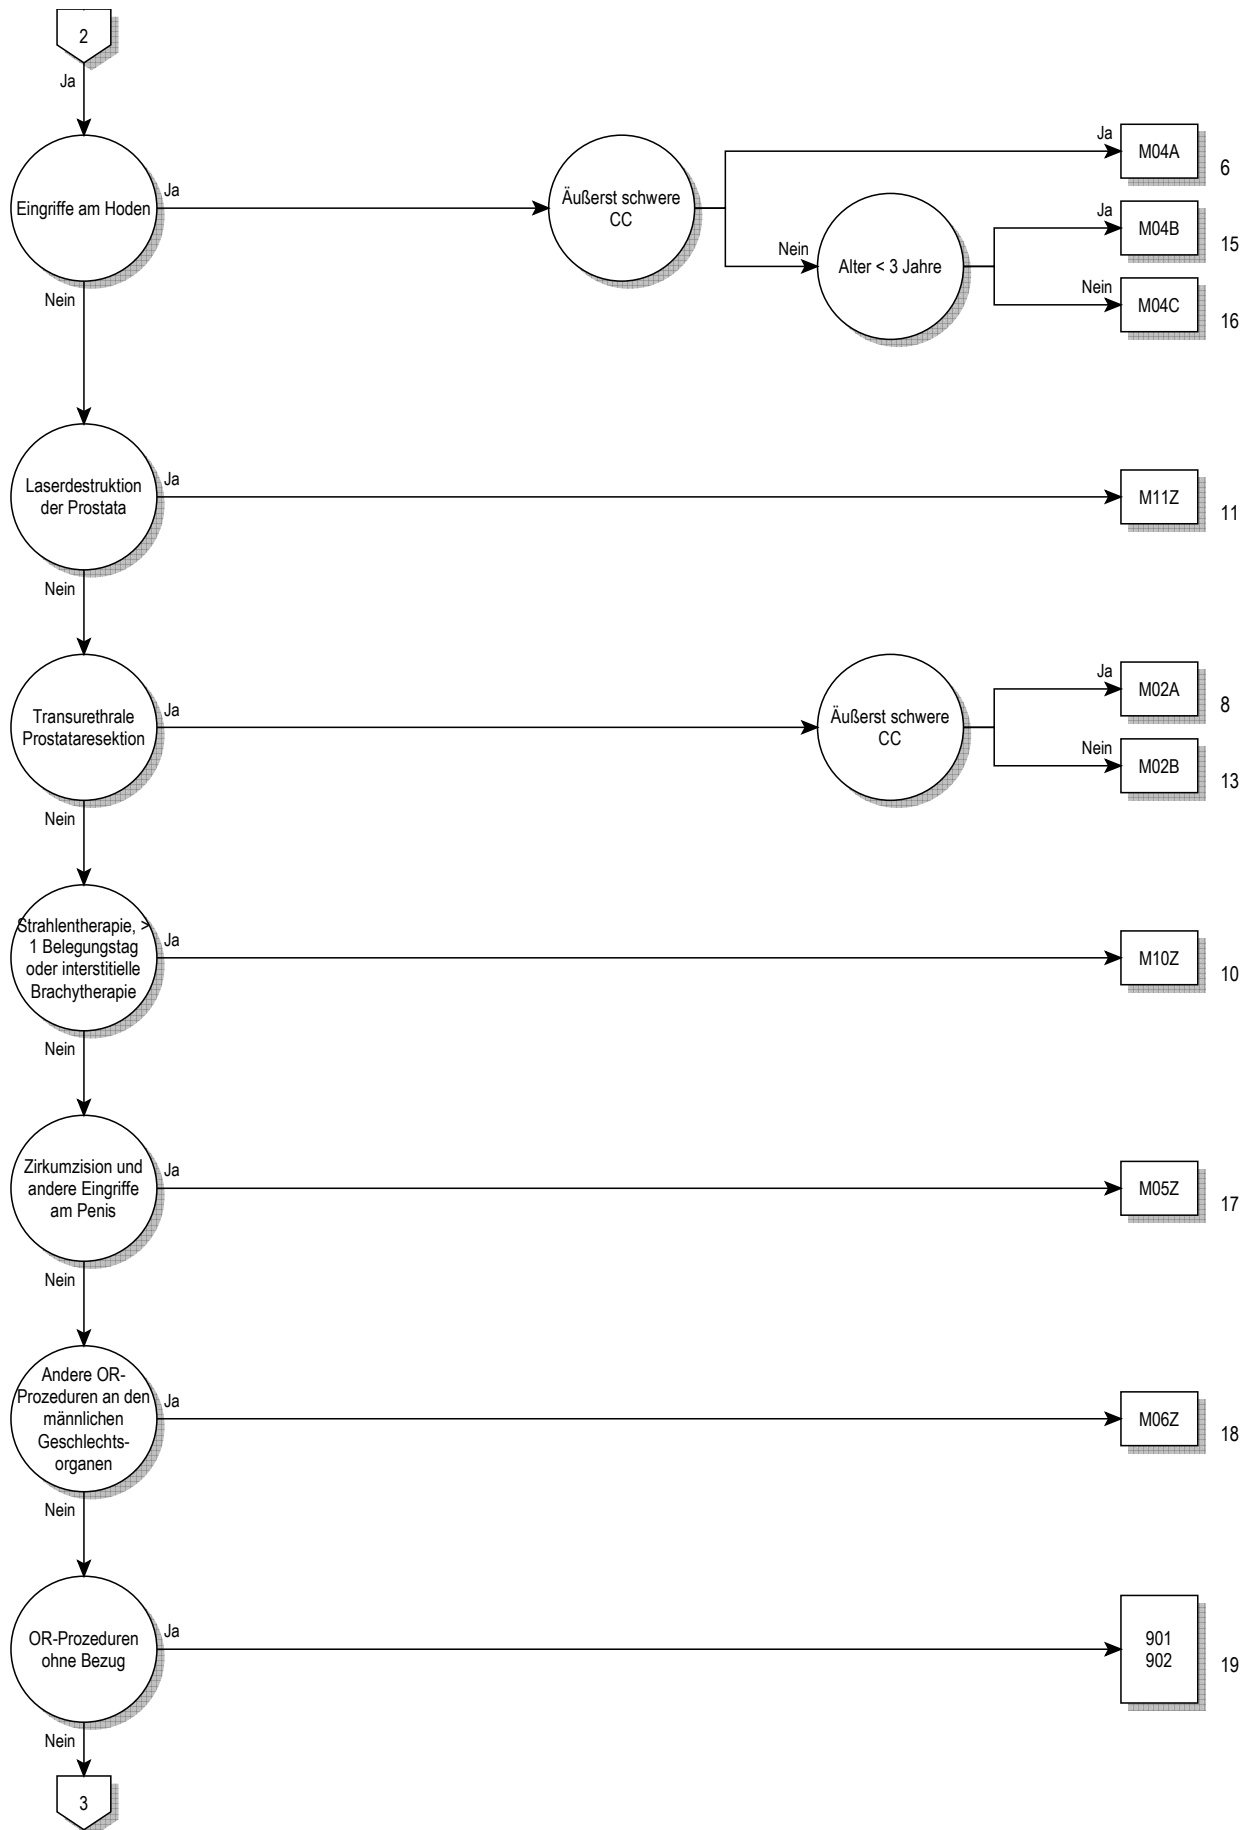 2
Ja
Eingriffe am Hoden
Ja
Äußerst schwere
CC
Ja
M04A
6
Nein
Alter < 3 Jahre
Ja
M04B
15
Nein
M04C
16
Nein
Laserdestruktion
der Prostata
Ja
M11Z
11
Nein
Transurethrale
Prostataresektion
Ja
Äußerst schwere
CC
Ja
M02A
8
Nein
M02B
13
Nein
Strahlentherapie, >
1 Belegungstag
oder interstitielle
Brachytherapie
Ja
M10Z
10
Nein
Zirkumzision und
andere Eingriffe
am Penis
Ja
M05Z
17
Nein
Andere OR-
Prozeduren an den
männlichen
Geschlechts-
organen
Ja
M06Z
18
Nein
OR-Prozeduren
ohne Bezug
Ja
901
902
19
Nein
3